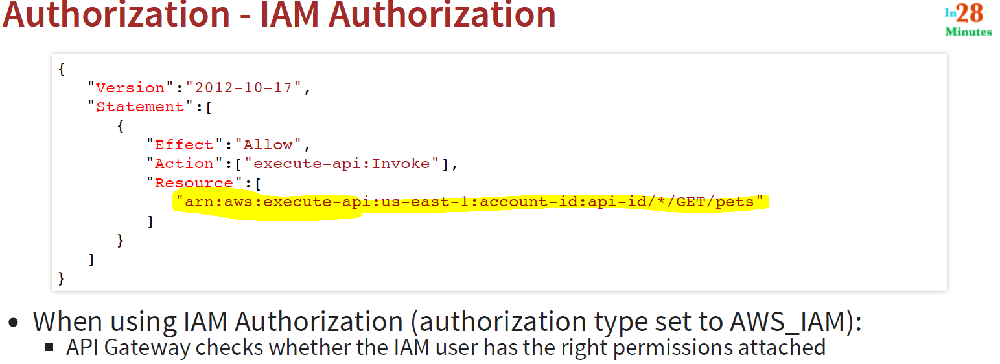 Authorization - IAM Authorization
In28
Minutes
{
"Version":"2012-10-17",
"Statement":[
{
"Effect":"Allow",
"Action":["execute-api:Invoke"],
"Resource":[
"arn:aws:execute-api:us-east-1:account-id:api-id/*/GET/pets"
]
}
]
}
• When using IAM Authorization (authorization type set to AWS_IAM):
▪ API Gateway checks whether the IAM user has the right permissions attached